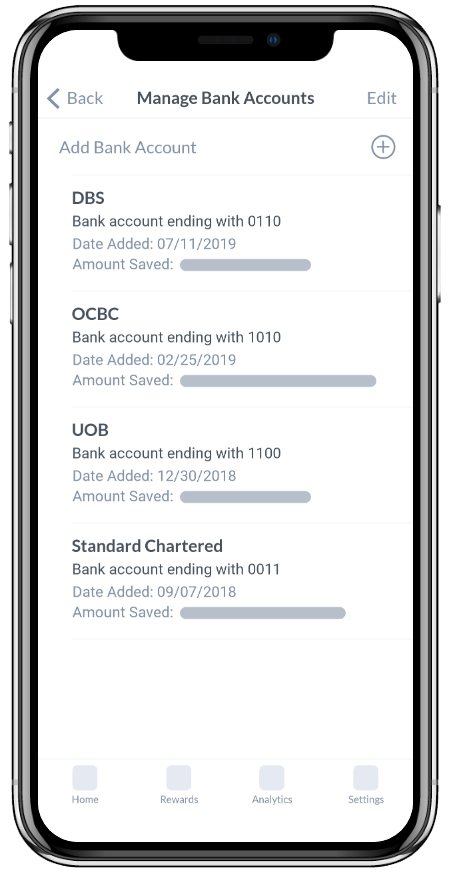 Back Manage Bank Accounts Edit
Add Bank Account
DBS
Bank account ending with 0110
Date Added: 07/11/2019
Amount Saved:
OCBC
Bank account ending with 1010
Date Added: 02/25/2019
Amount Saved:
UOB
Bank account ending with 1100
Date Added: 12/30/2018
Amount Saved:
Standard Chartered
Bank account ending with 0011
Date Added: 09/07/2018
Amount Saved:
Home Rewards Analytics Settings